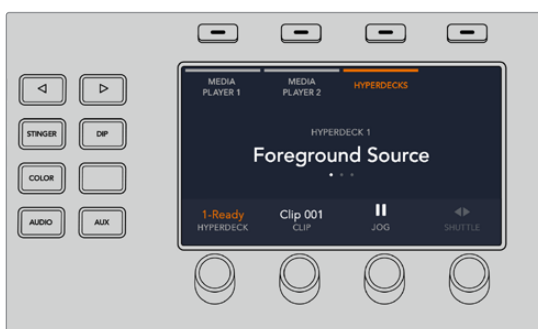 MEDIA
PLAYER 1
MEDIA
PLAYER 2
HYPERDECKS
STINGER
DIP
HYPERDECK 1
Foreground Source
COLOR
AUDIO
AUX
1-Ready
HYPERDECK
Clip 001
CLIP
JOG
SHUTTLE